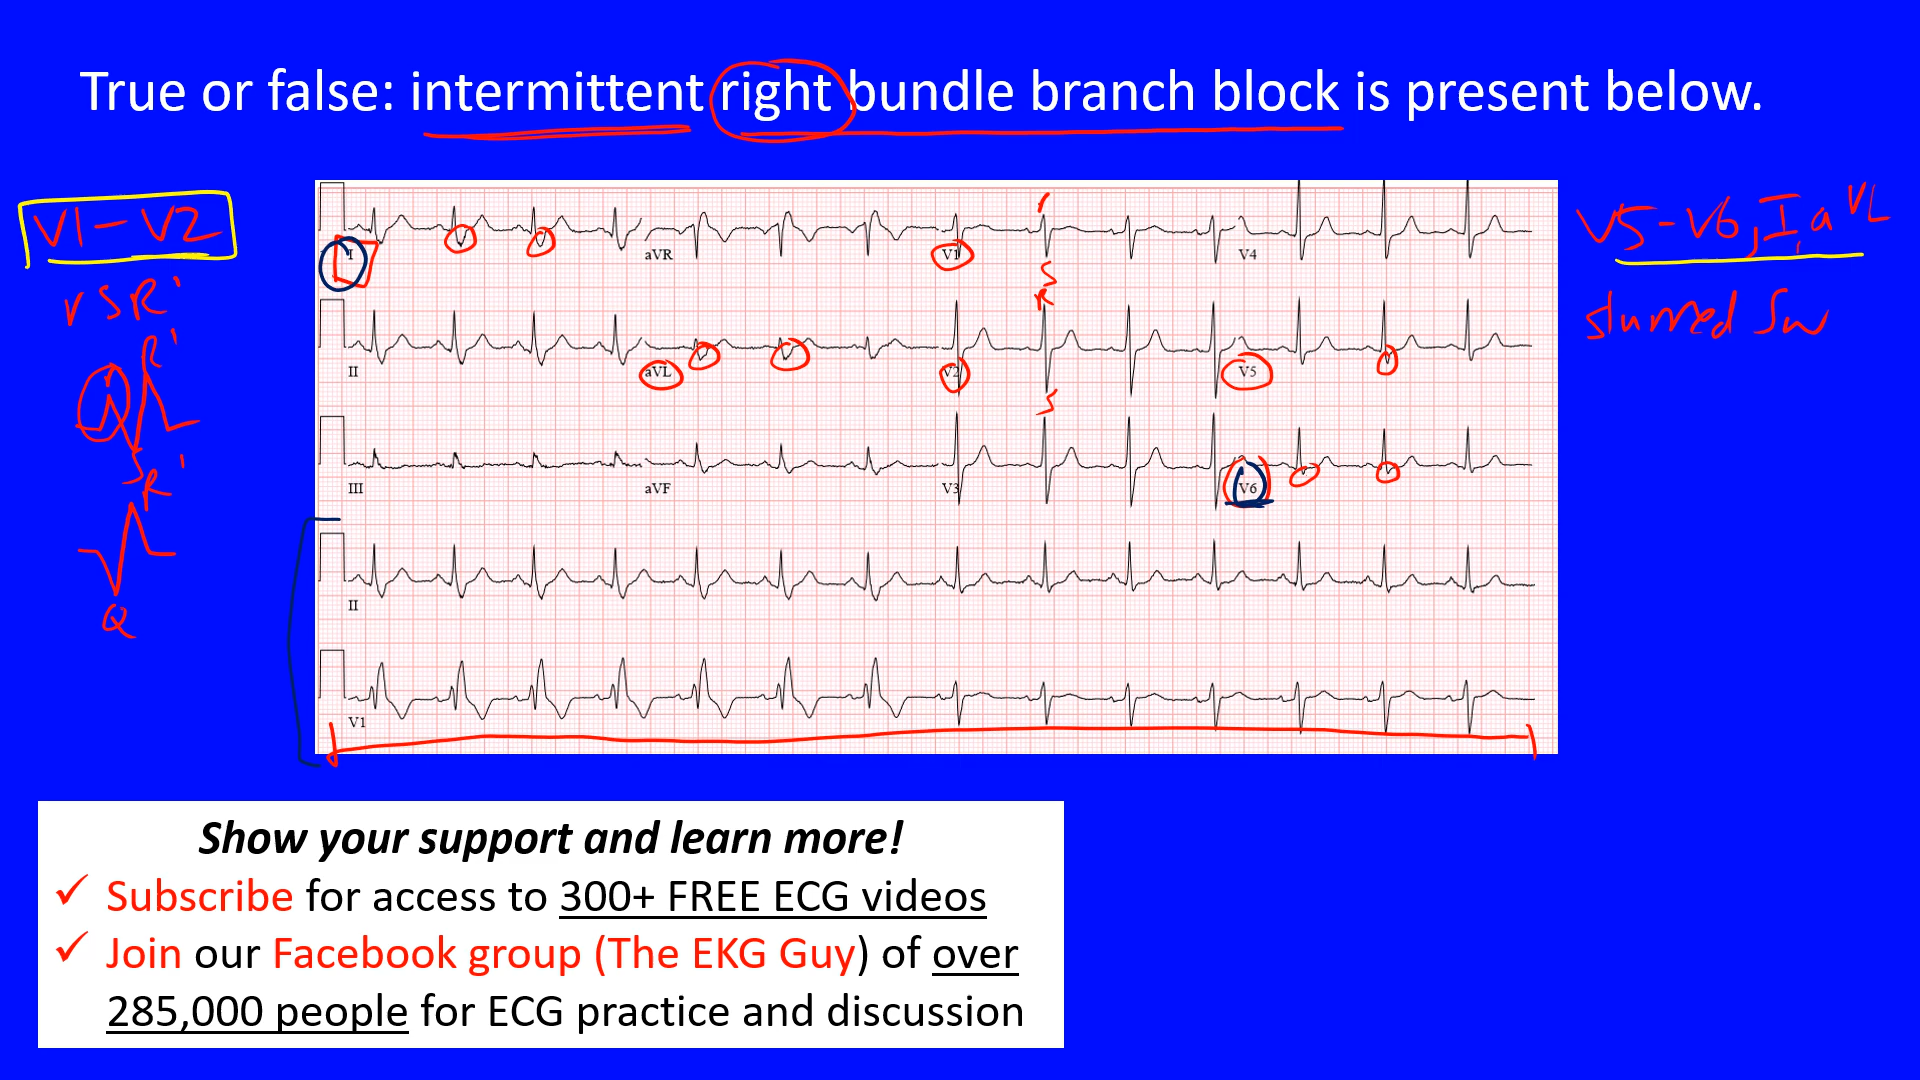 True or false: intermittent right bundle branch block is present below.
V1-V2
rSR'
R'
r
S
R'
Q
V5-V6, I, aVL
slurred Sw
r
S
R
S
I
aVR
V1
V4
II
aVL
V2
V5
III
aVF
V3
V6
II
V1
Show your support and learn more!
✓ Subscribe for access to 300+ FREE ECG videos
✓ Join our Facebook group (The EKG Guy) of over
285,000 people for ECG practice and discussion